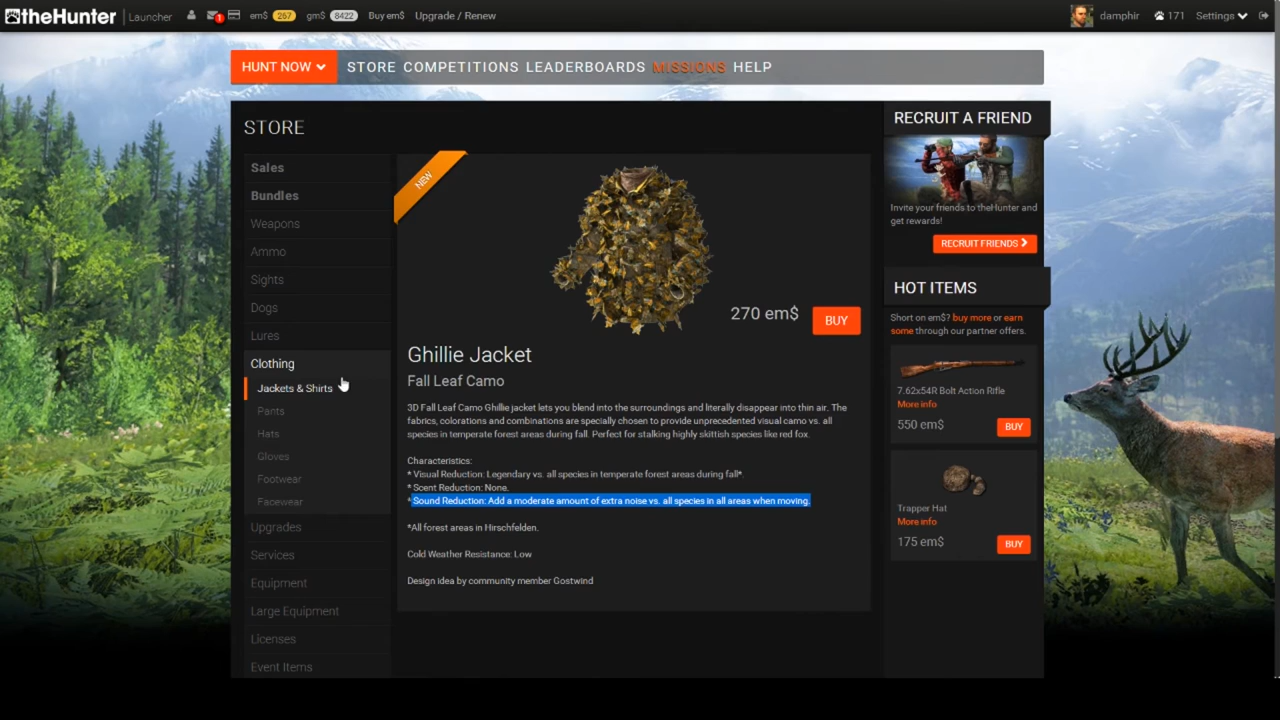 theHunter Launcher 1 em$ 267 gm$ 8422 Buy em$ Upgrade / Renew damphir 171 Settings
HUNT NOW STORE COMPETITIONS LEADERBOARDS MISSIONS HELP
STORE
Sales
Bundles
Weapons
Ammo
Sights
Dogs
Lures
Clothing
Jackets & Shirts
Pants
Hats
Gloves
Footwear
Facewear
Upgrades
Services
Equipment
Large Equipment
Licenses
Event Items
NEW
270 em$ BUY
Ghillie Jacket
Fall Leaf Camo
3D Fall Leaf Camo Ghillie jacket lets you blend into the surroundings and literally disappear into thin air. The
fabrics, colorations and combinations are specially chosen to provide unprecedented visual camo vs. all
species in temperate forest areas during fall. Perfect for stalking highly skittish species like red fox.
Characteristics:
* Visual Reduction: Legendary vs. all species in temperate forest areas during fall*.
* Scent Reduction: None.
* Sound Reduction: Add a moderate amount of extra noise vs. all species in all areas when moving.
*All forest areas in Hirschfelden.
Cold Weather Resistance: Low
Design idea by community member Gostwind
RECRUIT A FRIEND
Invite your friends to theHunter and
get rewards!
RECRUIT FRIENDS
HOT ITEMS
Short on em$? buy more or earn
some through our partner offers.
7.62x54R Bolt Action Rifle
More info
550 em$ BUY
Trapper Hat
More info
175 em$ BUY